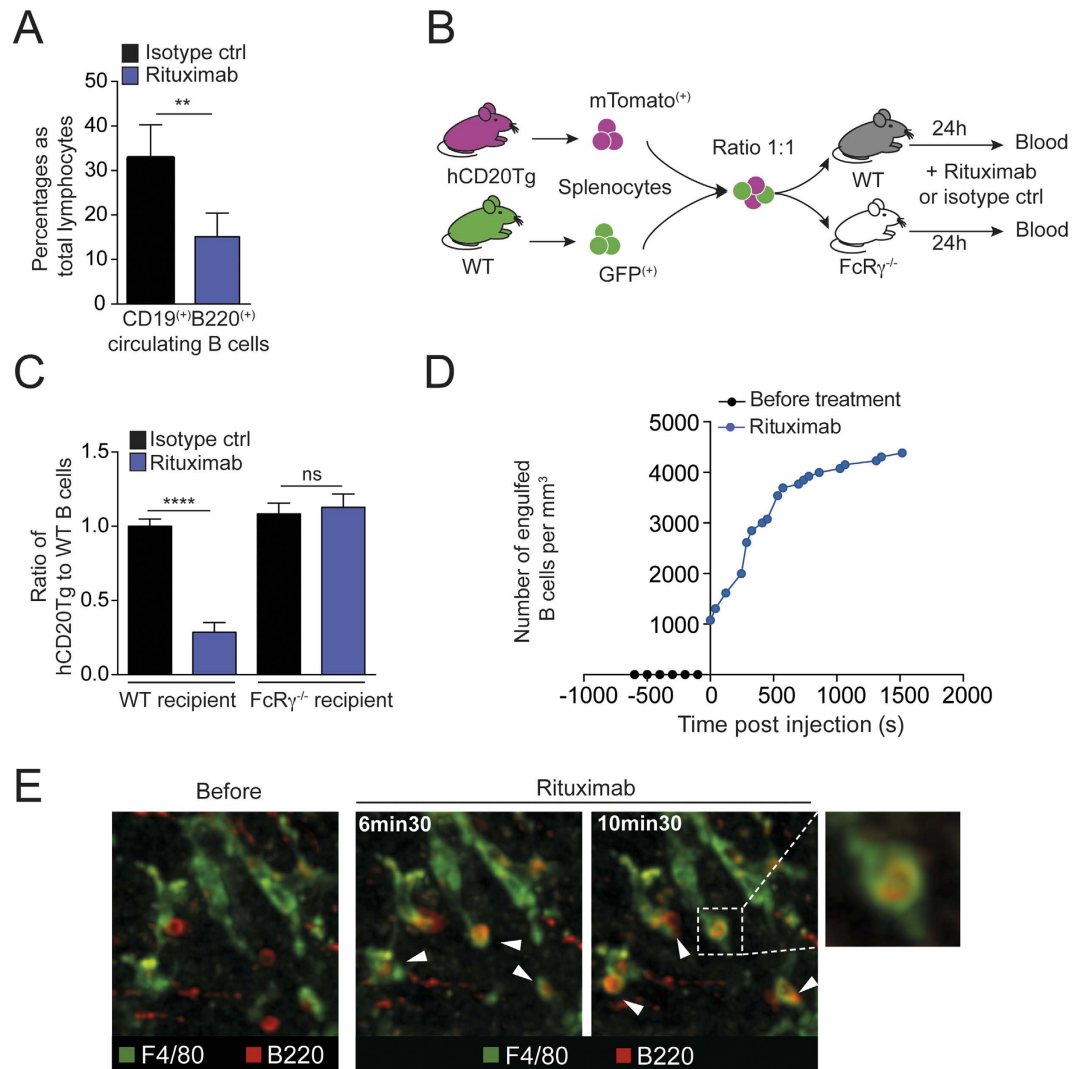 A
Isotype ctrl
Rituximab
Percentages as
total lymphocytes
50
40
30
20
10
0
**
CD19(+)B220(+)
circulating B cells
B
mTomato(+)
hCD20Tg
Splenocytes
WT
GFP(+)
Ratio 1:1
WT
FcRγ-/-
24h
+ Rituximab
or isotype ctrl
24h
Blood
Blood
C
Isotype ctrl
Rituximab
Ratio of
hCD20Tg to WT B cells
1.5
1.0
0.5
0.0
****
ns
WT recipient
FcRγ-/- recipient
D
Before treatment
Rituximab
Number of engulfed
B cells per mm3
5000
4000
3000
2000
1000
-1000 -500 0 500 1000 1500 2000
Time post injection (s)
E
Before
Rituximab
6min30
10min30
F4/80 B220
F4/80 B220